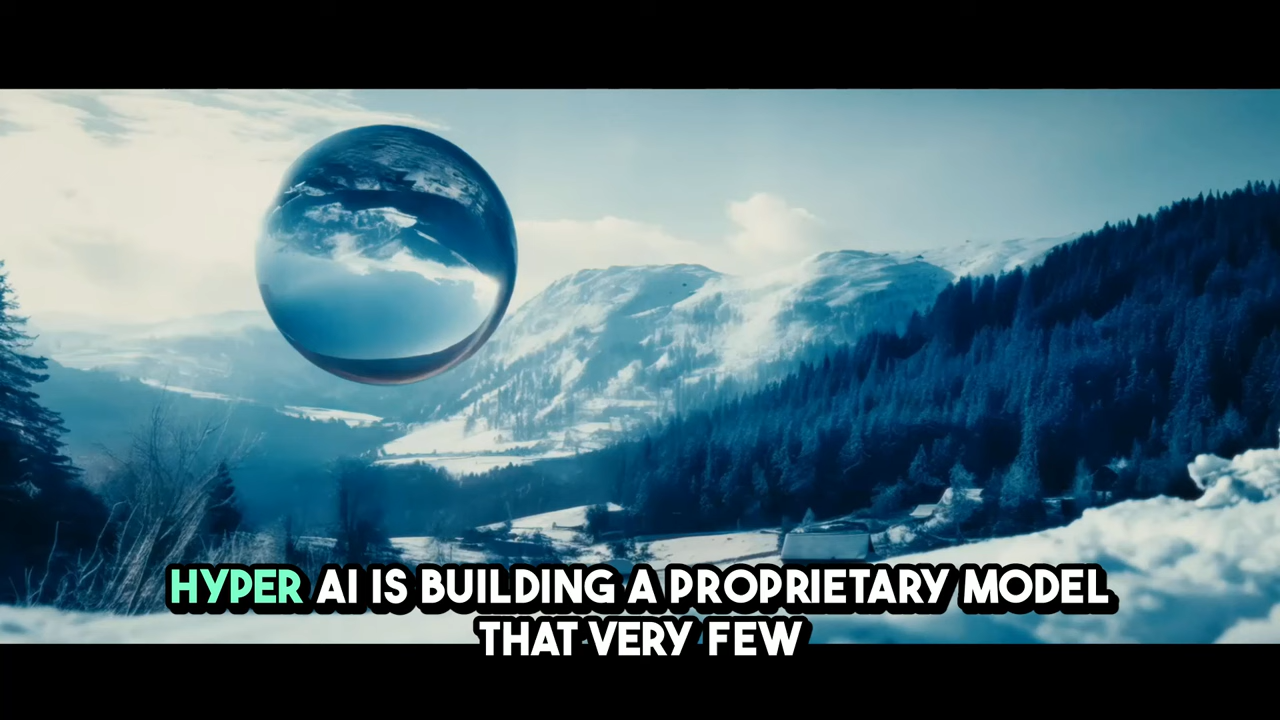 HYPER AI IS BUILDING A PROPRIETARY MODEL
THAT VERY FEW